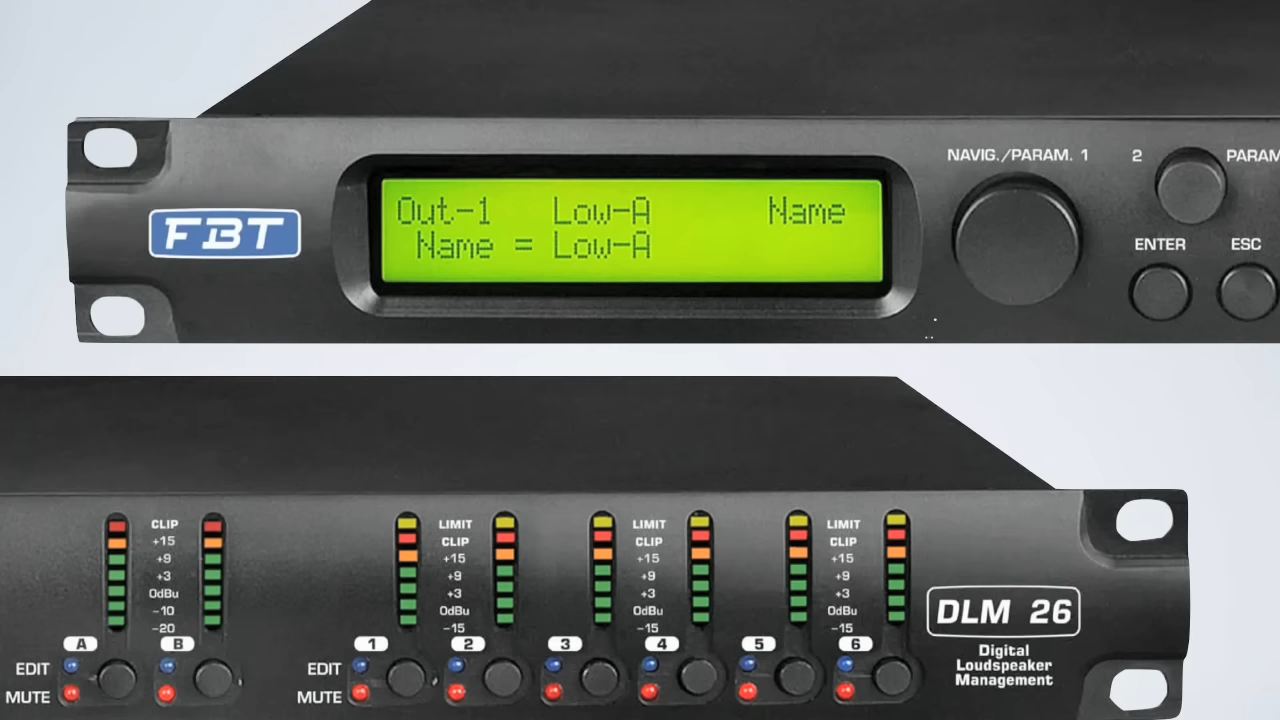 FBT
Out-1 Low-A Name
Name = Low-A
NAVIG./PARAM. 1
2
PARAM
ENTER
ESC
CLIP
+15
+9
+3
0dBu
-10
-20
LIMIT
CLIP
+15
+9
+3
0dBu
-15
LIMIT
CLIP
+15
+9
+3
0dBu
-15
LIMIT
CLIP
+15
+9
+3
0dBu
-15
A B 1 2 3 4 5 6
EDIT EDIT
MUTE MUTE
DLM 26
Digital
Loudspeaker
Management